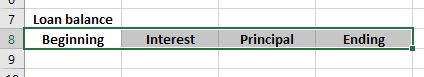 7 Loan balance
8 Beginning Interest Principal Ending
9